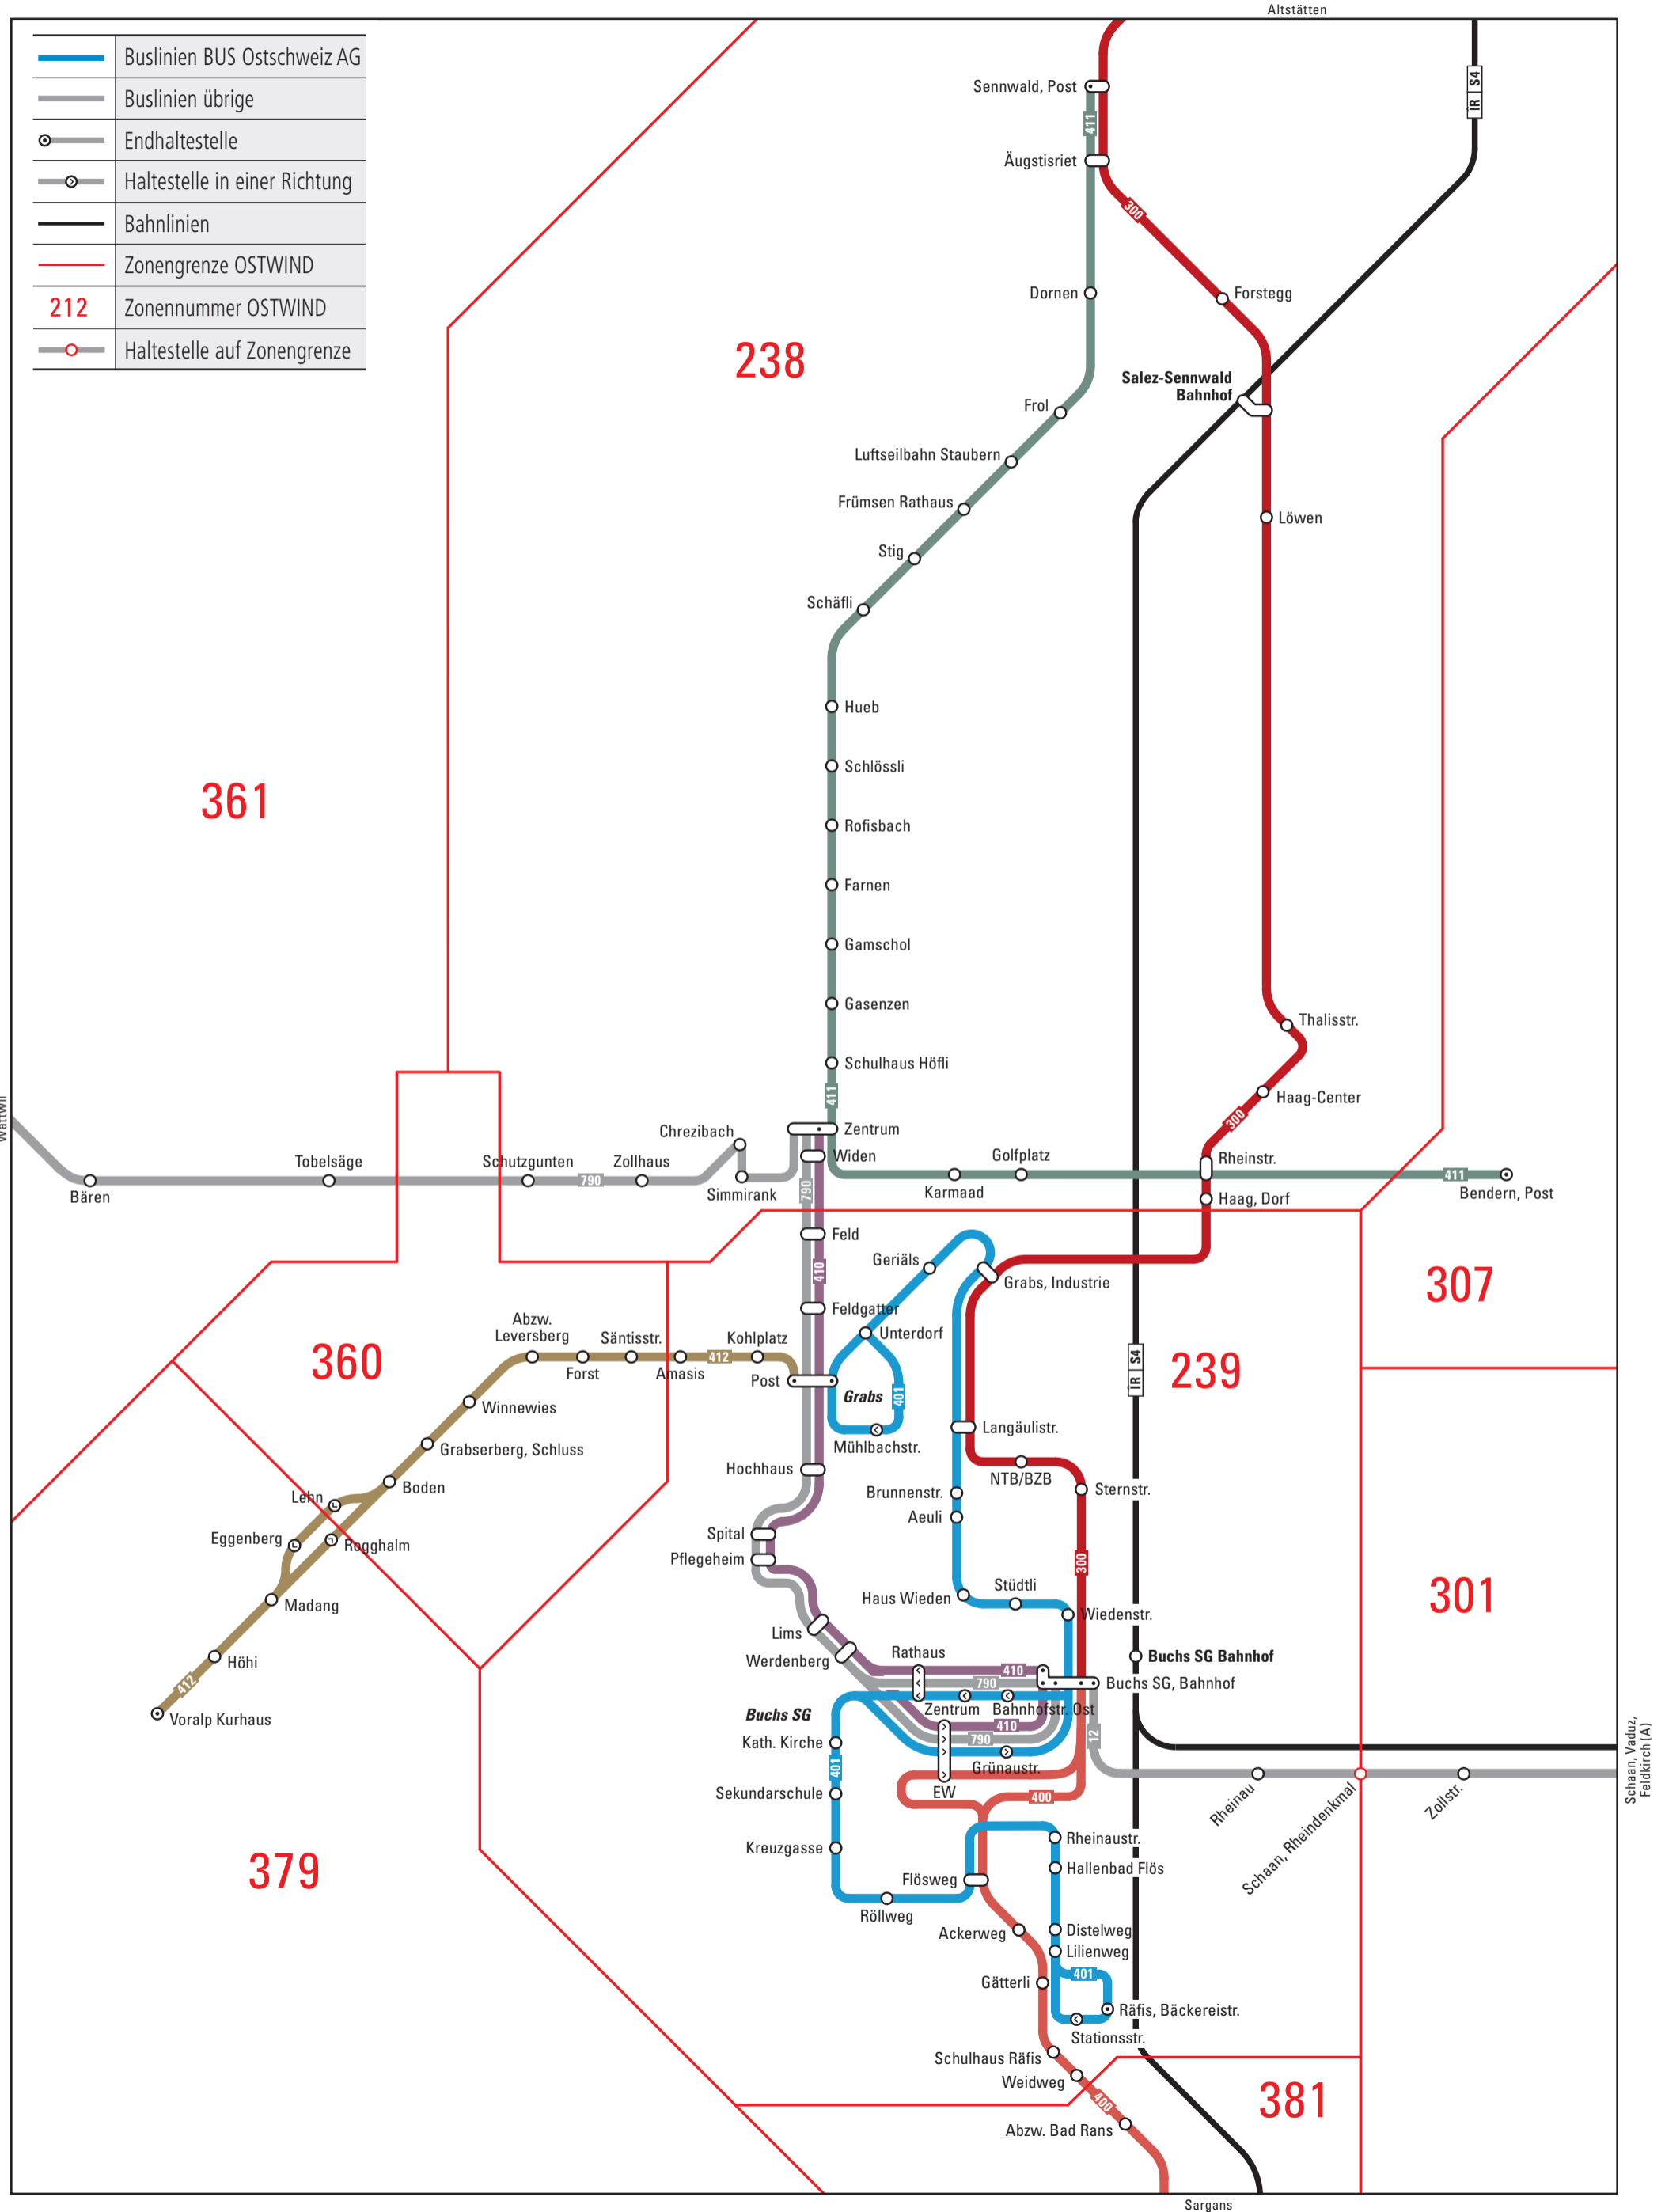 Altstätten
Buslinien BUS Ostschweiz AG
Buslinien übrige
Endhaltestelle
Haltestelle in einer Richtung
Bahnlinien
Zonengrenze OSTWIND
212 Zonennummer OSTWIND
Haltestelle auf Zonengrenze
IR S4
Sennwald, Post
411
Äugstisriet
300
Dornen
Forstegg
238
Salez-Sennwald
Bahnhof
Frol
Luftseilbahn Staubern
Frümsen Rathaus
Löwen
Stig
Schäfli
Hueb
Schlössli
361
Rofisbach
Farnen
Gamschol
Gasenzen
Thalisstr.
Schulhaus Höfli
411
Haag-Center
300
Wattwil
Chrezibach
Zentrum
Widen
Tobelsäge
Schutzgunten
Zollhaus
Golfplatz
Rheinstr.
790
Simmirank
790
Karmaad
411
Bendern, Post
Bären
Haag, Dorf
Feld
Geriäls
410
Grabs, Industrie
307
Feldgatter
Abzw.
Leversberg
Säntisstr.
Kohlplatz
Unterdorf
360
Forst
Amasis
412
Post
Grabs
401
IR S4
239
Winnewies
Langäulistr.
Mühlbachstr.
Grabserberg, Schluss
Hochhaus
NTB/BZB
Boden
Brunnenstr.
Sternstr.
Lehn
Aeuli
Eggenberg
Rogghalm
Spital
Pflegeheim
300
Madang
Haus Wieden
Stüdtli
Wiedenstr.
301
Lims
Werdenberg
Rathaus
Höhi
410
Buchs SG Bahnhof
790
Buchs SG, Bahnhof
412
Voralp Kurhaus
Buchs SG
Zentrum
Bahnhofstr. Ost
410
790
12
Kath. Kirche
401
Grünaustr.
EW
Schaan, Vaduz,
Feldkirch (A)
Sekundarschule
400
Rheinau
Schaan, Rheindenkmal
Zollstr.
Kreuzgasse
Rheinaustr.
379
Hallenbad Flös
Flösweg
Röllweg
Ackerweg
Distelweg
Lilienweg
401
Gätterli
Räfis, Bäckereistr.
Stationsstr.
Schulhaus Räfis
Weidweg
400
381
Abzw. Bad Rans
Sargans